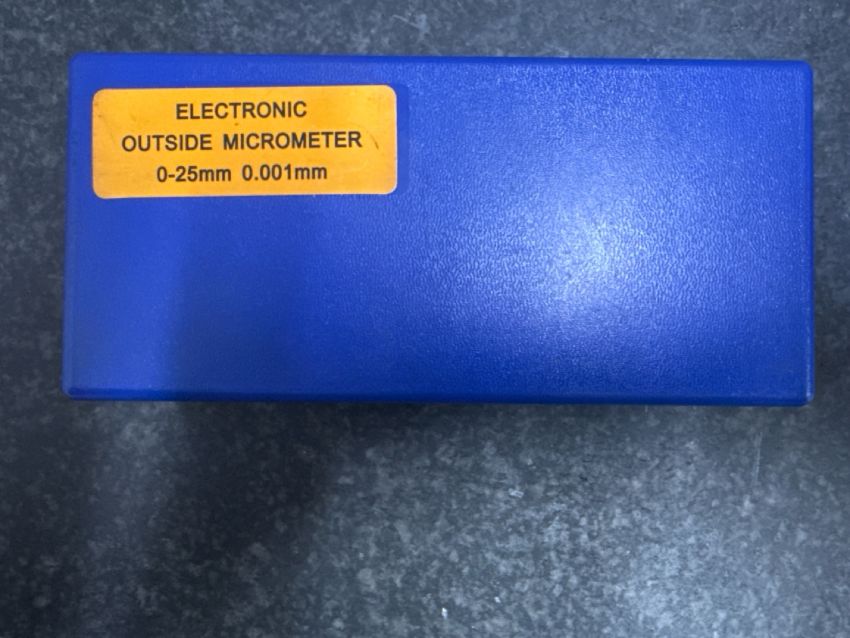 ELECTRONIC
OUTSIDE MICROMETER
0-25mm 0.001mm